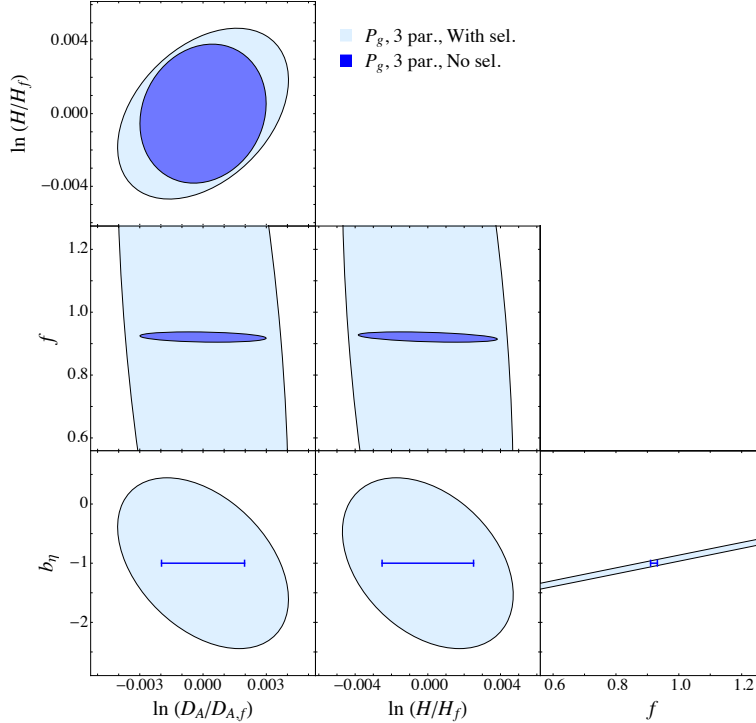 0.004
0.000
−0.004
ln (H/H_f)
P_g, 3 par., With sel.
P_g, 3 par., No sel.
1.2
1.0
0.8
0.6
f
0
−1
−2
b_η
−0.003 0.000 0.003
−0.004 0.000 0.004
0.6 0.8 1.0 1.2
ln (D_A/D_{A,f})
ln (H/H_f)
f